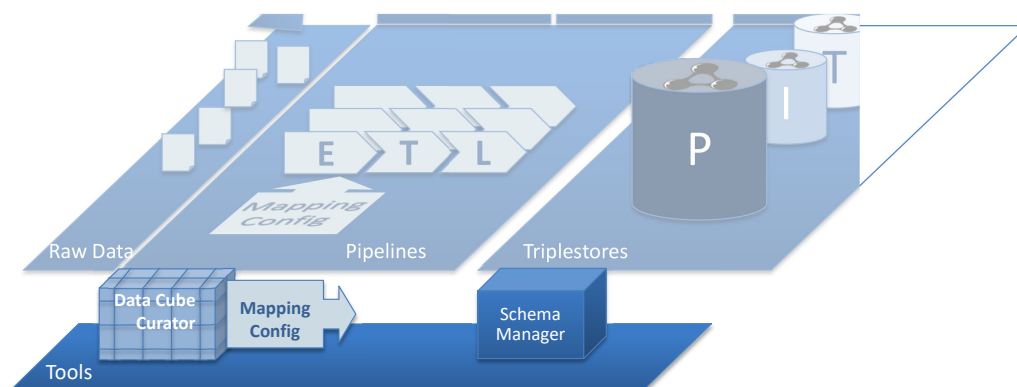 T
I
P
E T L
Mapping
Config
Raw Data
Pipelines
Triplestores
Data Cube
Curator
Mapping
Config
Schema
Manager
Tools